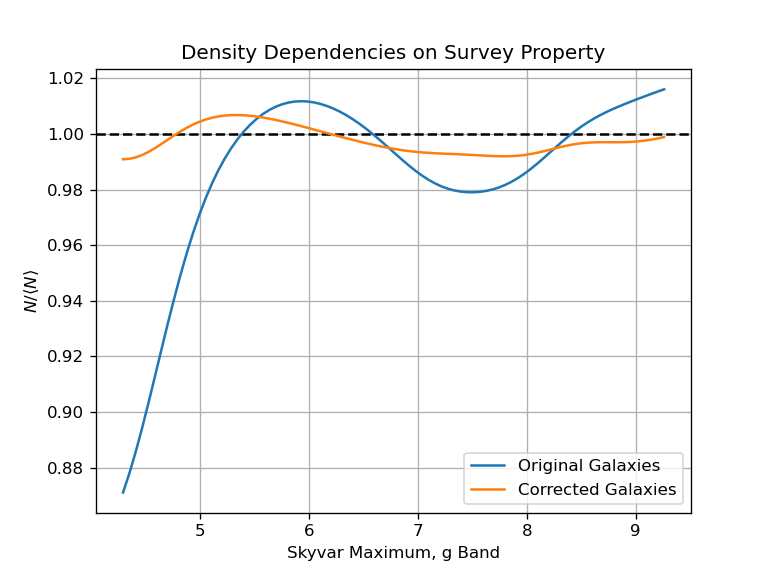 Density Dependencies on Survey Property
1.02
1.00
0.98
0.96
0.94
0.92
0.90
0.88
N/⟨N⟩
5 6 7 8 9
Skyvar Maximum, g Band
Original Galaxies
Corrected Galaxies